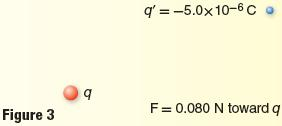 q′ = –5.0×10⁻⁶ C
q
Figure 3
F = 0.080 N toward q